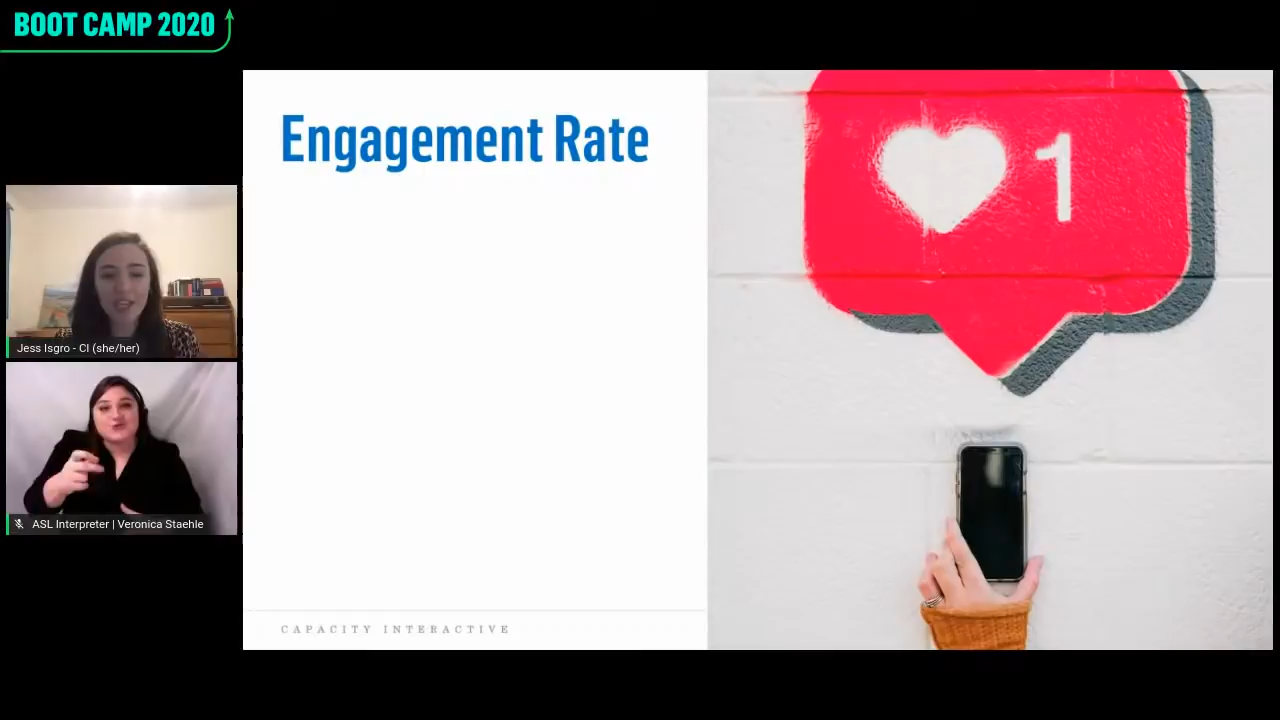 BOOT CAMP 2020
Engagement Rate
1
Jess Isgro - CI (she/her)
ASL Interpreter | Veronica Staehle
CAPACITY INTERACTIVE